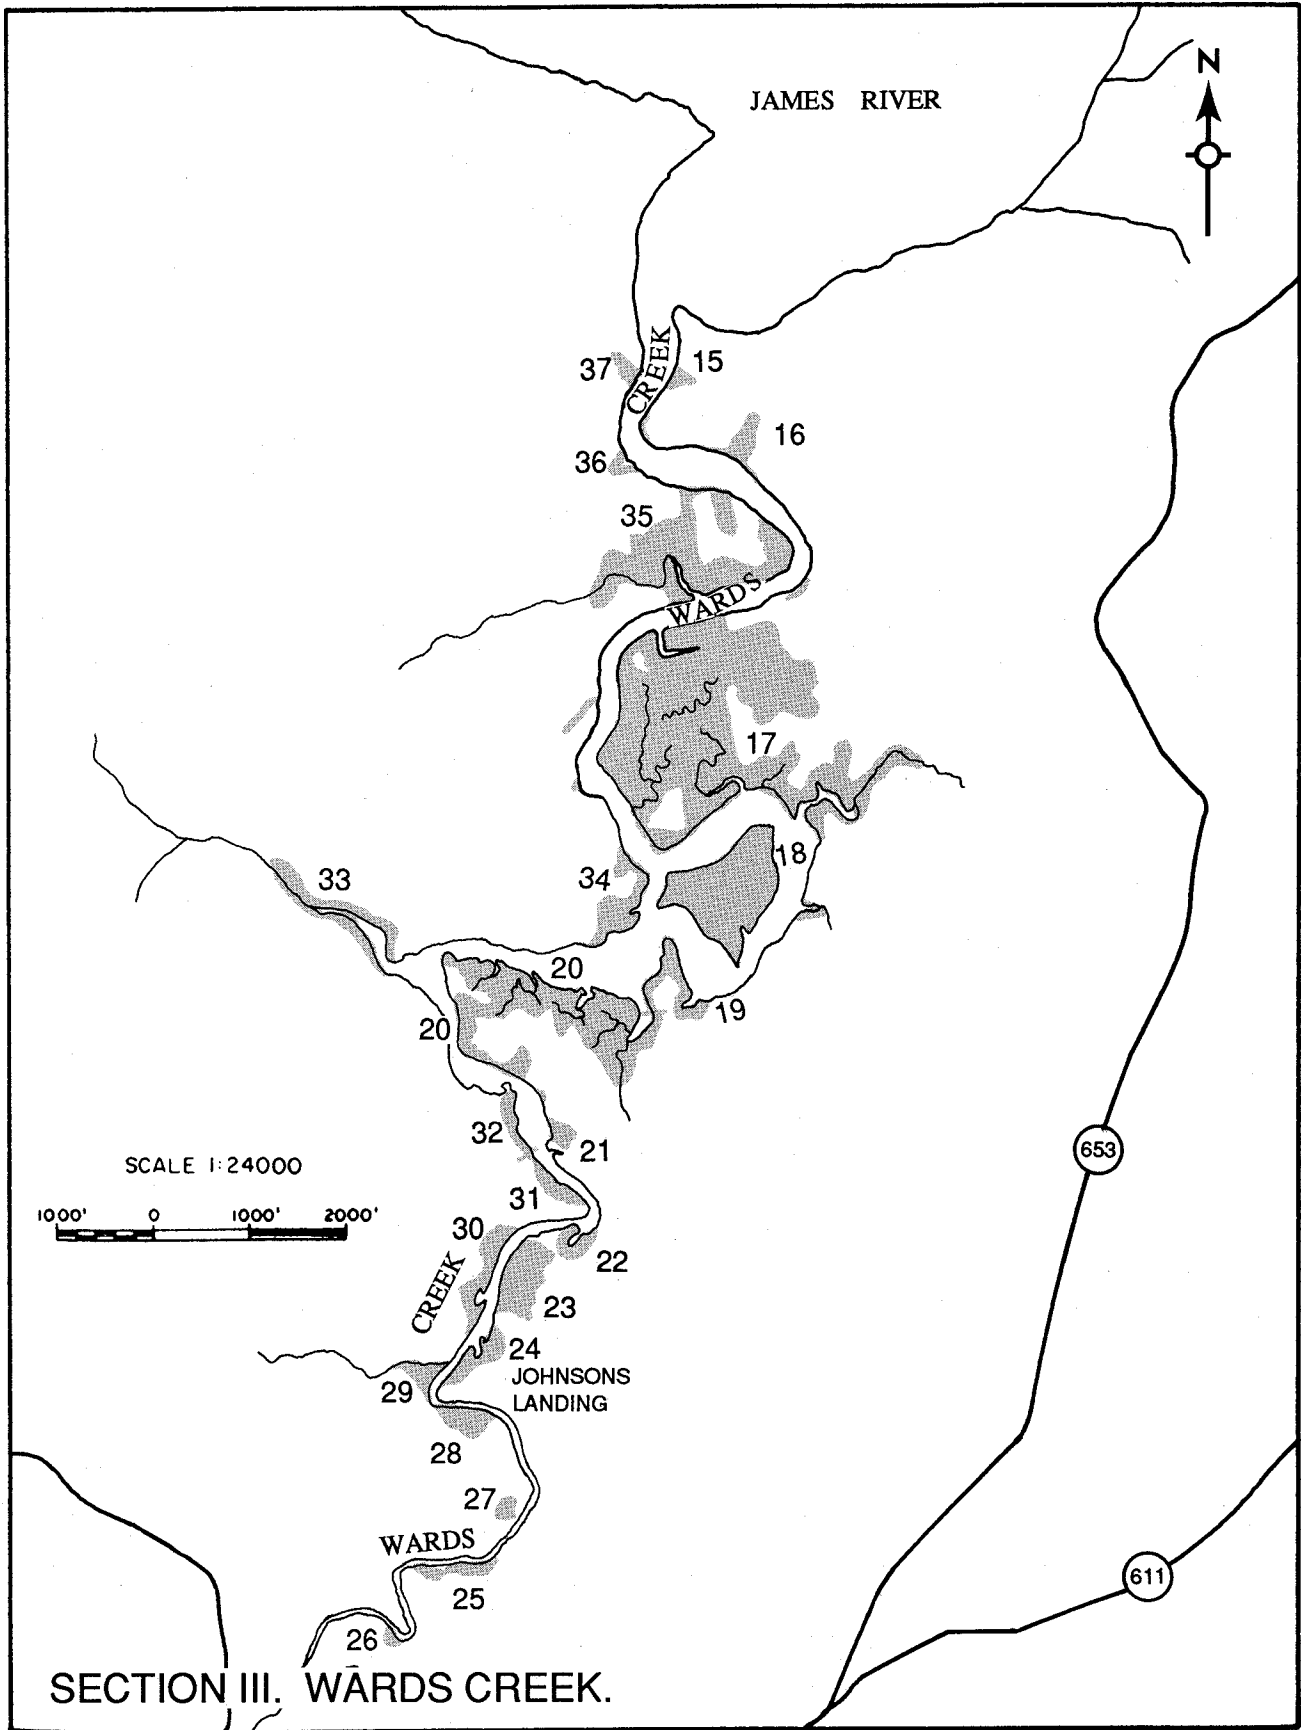 N
JAMES RIVER
37
CREEK
15
16
36
35
WARDS
17
18
34
33
20
19
20
32
21
SCALE 1:24000
31
1000' 0 1000' 2000'
30
22
CREEK
23
24
JOHNSONS
LANDING
29
28
27
WARDS
25
26
653
611
SECTION III. WARDS CREEK.